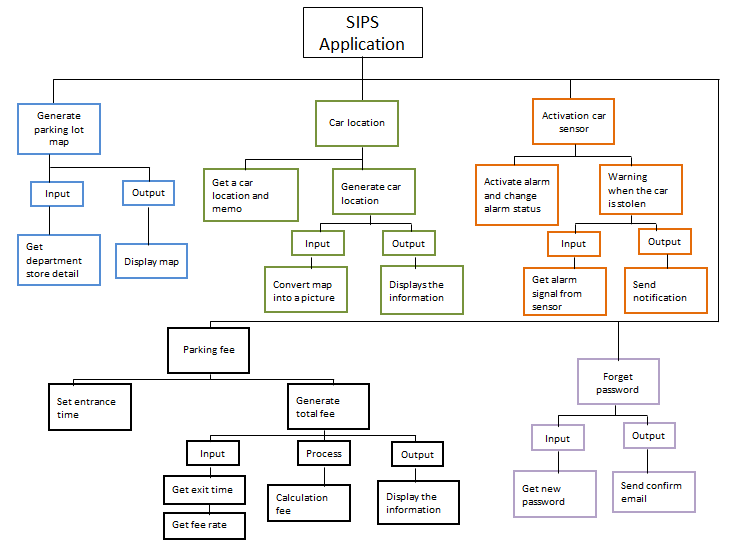 SIPS
Application
Generate
parking lot
map
Car location
Activation car
sensor
Input
Output
Get a car
location and
memo
Generate car
location
Activate alarm
and change
alarm status
Warning
when the car
is stolen
Get
department
store detail
Display map
Input
Output
Input
Output
Convert map
into a picture
Displays the
information
Get alarm
signal from
sensor
Send
notification
Parking fee
Forget
password
Set entrance
time
Generate
total fee
Input
Process
Output
Input
Output
Get exit time
Get fee rate
Calculation
fee
Display the
information
Get new
password
Send confirm
email